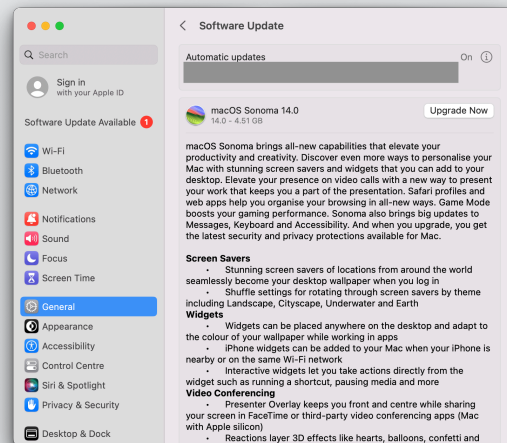 Software Update
Search
Sign in
with your Apple ID
Software Update Available 1
Wi-Fi
Bluetooth
Network
Notifications
Sound
Focus
Screen Time
General
Appearance
Accessibility
Control Centre
Siri & Spotlight
Privacy & Security
Desktop & Dock
Automatic updates
On
macOS Sonoma 14.0
14.0 - 4.51 GB
Upgrade Now
macOS Sonoma brings all-new capabilities that elevate your
productivity and creativity. Discover even more ways to personalise your
Mac with stunning screen savers and widgets that you can add to your
desktop. Elevate your presence on video calls with a new way to present
your work that keeps you a part of the presentation. Safari profiles and
web apps help you organise your browsing in all-new ways. Game Mode
boosts your gaming performance. Sonoma also brings big updates to
Messages, Keyboard and Accessibility. And when you upgrade, you get
the latest security and privacy protections available for Mac.
Screen Savers
• Stunning screen savers of locations from around the world
seamlessly become your desktop wallpaper when you log in
• Shuffle settings for rotating through screen savers by theme
including Landscape, Cityscape, Underwater and Earth
Widgets
• Widgets can be placed anywhere on the desktop and adapt to
the colour of your wallpaper while working in apps
• iPhone widgets can be added to your Mac when your iPhone is
nearby or on the same Wi-Fi network
• Interactive widgets let you take actions directly from the
widget such as running a shortcut, pausing media and more
Video Conferencing
• Presenter Overlay keeps you front and centre while sharing
your screen in FaceTime or third-party video conferencing apps (Mac
with Apple silicon)
• Reactions layer 3D effects like hearts, balloons, confetti and